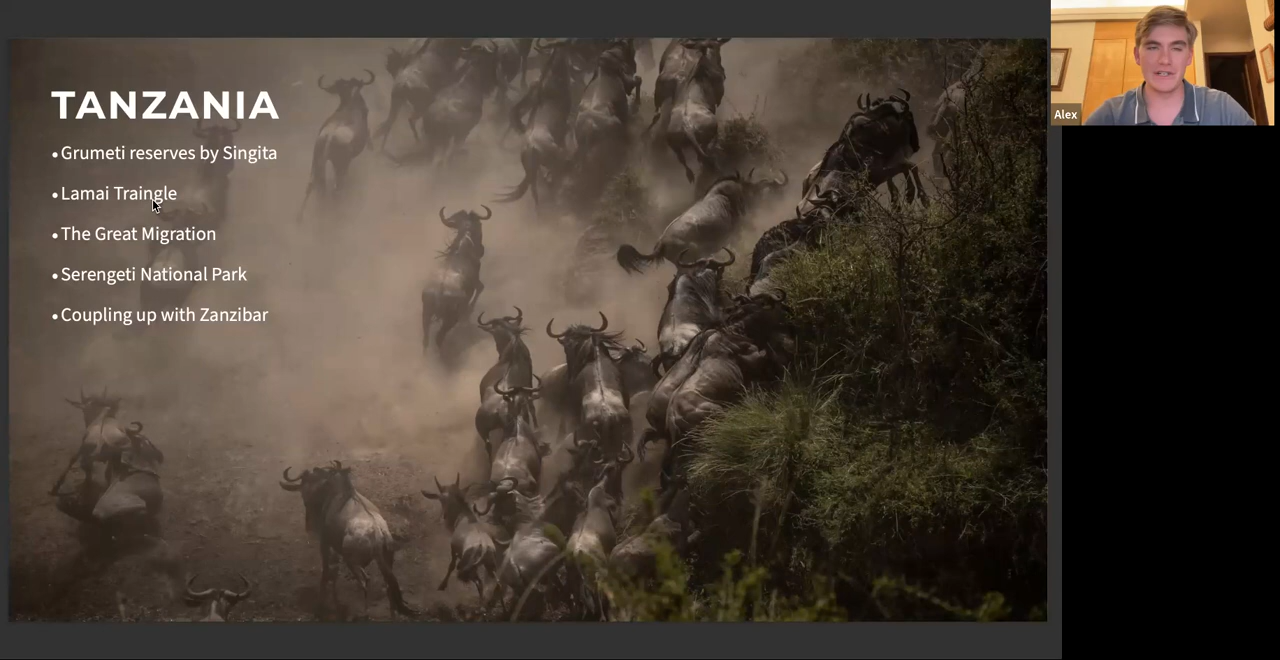 TANZANIA
• Grumeti reserves by Singita
• Lamai Traingle
• The Great Migration
• Serengeti National Park
• Coupling up with Zanzibar
Alex